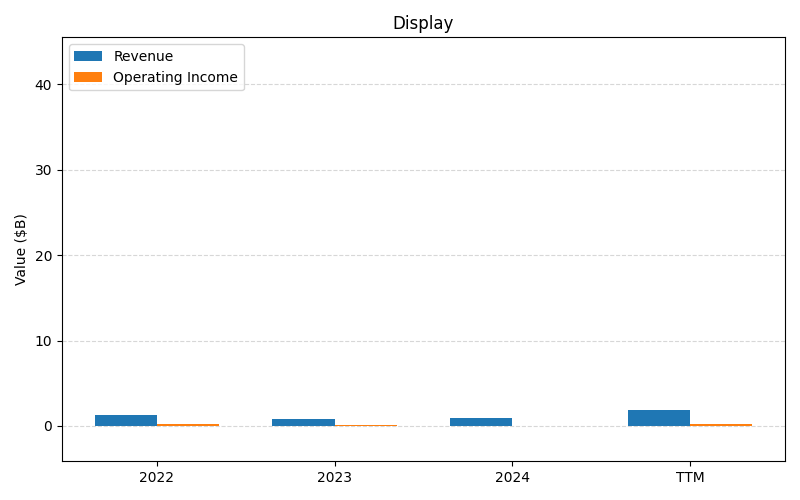 Display
Revenue
Operating Income
Value ($B)
40
30
20
10
0
2022 2023 2024 TTM